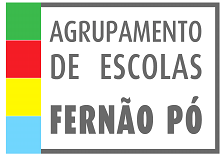 AGRUPAMENTO
DE ESCOLAS
FERNÃO PÓ